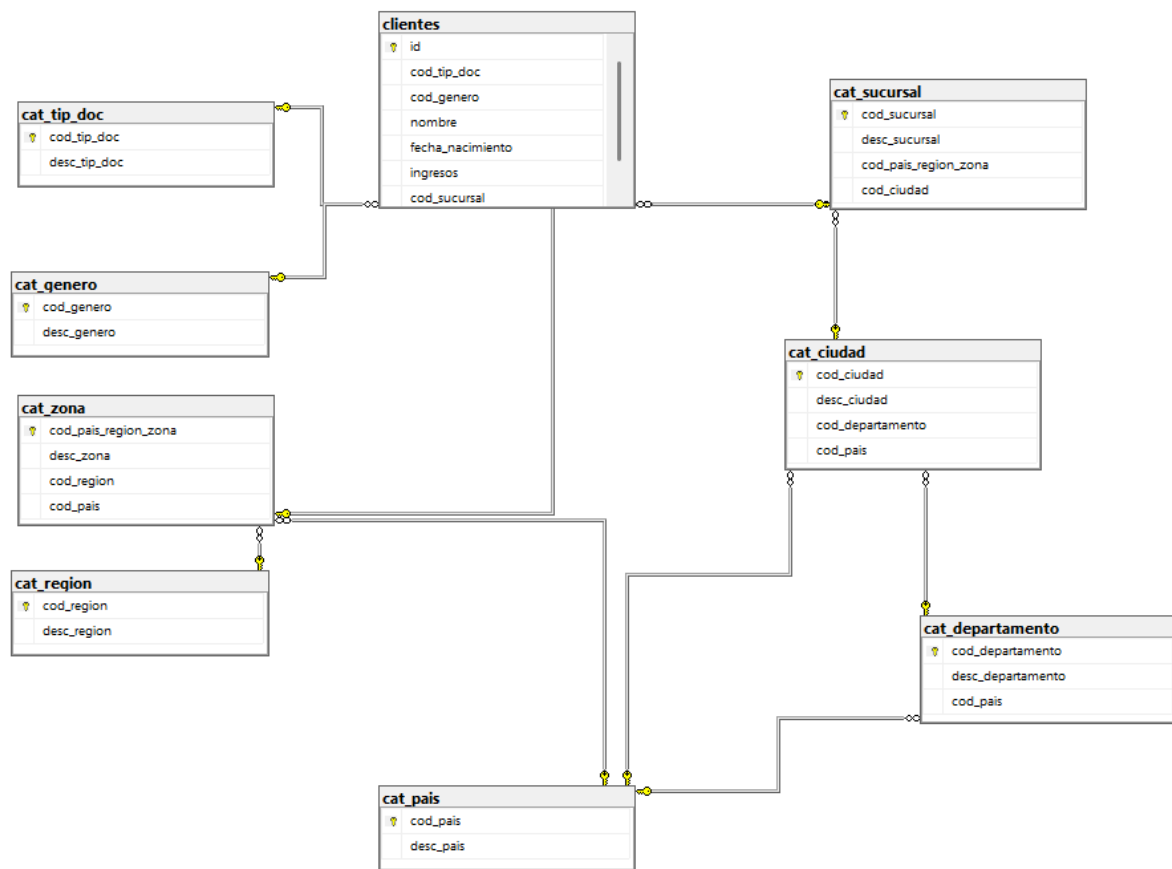 clientes
id
cod_tip_doc
cod_genero
nombre
fecha_nacimiento
ingresos
cod_sucursal
cat_tip_doc
cod_tip_doc
desc_tip_doc
cat_sucursal
cod_sucursal
desc_sucursal
cod_pais_region_zona
cod_ciudad
cat_genero
cod_genero
desc_genero
cat_zona
cod_pais_region_zona
desc_zona
cod_region
cod_pais
cat_ciudad
cod_ciudad
desc_ciudad
cod_departamento
cod_pais
cat_region
cod_region
desc_region
cat_departamento
cod_departamento
desc_departamento
cod_pais
cat_pais
cod_pais
desc_pais